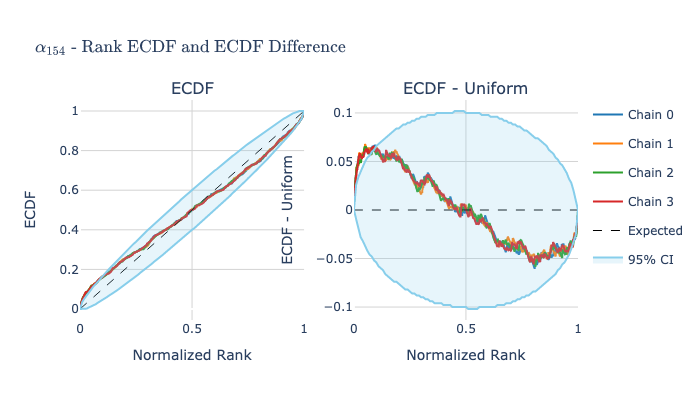 α154 - Rank ECDF and ECDF Difference
ECDF
ECDF - Uniform
ECDF
1
0.8
0.6
0.4
0.2
0
0
0.5
1
Normalized Rank
ECDF - Uniform
0.1
0.05
0
−0.05
−0.1
0
0.5
1
Normalized Rank
Chain 0
Chain 1
Chain 2
Chain 3
Expected
95% CI